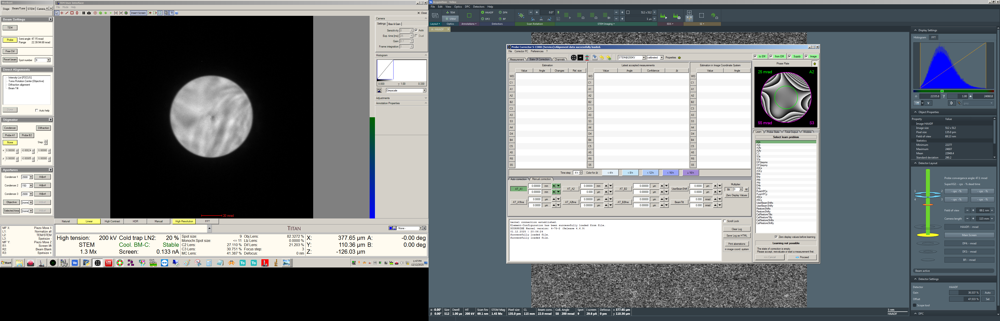 Workset
Stage Beam/Tune STEM Camera
Beam Settings
TEM
Probe Semi-angle 47.15 mrad
Range 22.30-94.68 mrad
Free Ctrl
Reset beam Spot number 9
Direct Alignments
Intensity List [FOCUS]
Tomo Rotation Center (Objective)
Diffraction alignment
Beam Tilt
Done Auto help
Stigmator
Condenser Diffraction
Probe A1 Probe B2
None Step:
x 0.00000 -0.00024 0.00000
y 0.00000 -0.00005 0.00000
Apertures
Condenser 1 2000 Adjust
Condenser 2 150 Adjust
Condenser 3 2000 Adjust
Objective [none] Adjust
Selected Area [none] Adjust
MF X: Piezo Move X
L1: Normalize all
L2: TEM/STEM
L3: Spotsize -
MF Y: Piezo Move Z
R1: Screen lift
R2: Beam Blank
R3: Spotsize +
TEM User Interface
File Mode Help
Insert Screen
Close
20 mrad
Camera
Settings Bias & Gain
Sensitivity: Auto
Exp. time [ms]: 25 Dual
Gain: 0.7
Frame integration: 1
Histogram
0.000 γ: 1.00 0.330
Greyscale
Adjustments
Annotation Properties
Natural Linear High Contrast HDR Manual High Resolution FFT
TITAN
- None -
High tension: 200 kV Cold trap LN2: 20 %
STEM Cool. BM-C: Stable
1.3 Mx Screen: 0.133 nA
Spot size: 9 Obj Lens: 82.3272 %
Monochr.Spot size: <= 11 Ltz Lens: 0.0000 %
C2 Lens: 27.110 % Dif Lens: 21.203 %
C3 Lens: 30.751 % Focus step: 3
MC Lens: 41.387 % Defocus: 0 nm
X: 377.65 µm A: -0.00 deg
Y: 110.36 µm B: 0.00 deg
Z: -126.03 µm
Start
Ve
To To
1:47 PM
12/12/2025
Ve Acquisition - Velox
File Edit View Optics DPC Detectors Help
TEM HAADF DF4 0.0° 512 x 512
STEM DF2 BF 1 µs
Layout Optics Annotations Detectors Scan Rotation STEM Imaging EDS SI
A : HAADF
Probe Corrector S-CORR (Service)::Alignment data successfully loaded.
File Corrector PC Preferences ?
Measurement State Of Correction Channels STEM@200KV calibrated Properties
to EM from EM Supply Image
Estimation Latest accepted measurements Estimation in Image Coordinate System
Value Angle Changes Rel. size Value Angle Confidence Δt Value Angle
WD WD WD
C1 C1 C1
A1 A1 A1
A2 A2 A2
B2 B2 B2
C3 C3 C3
A3 A3 A3
S3 S3 S3
A4 A4 A4
D4 D4 D4
B4 B4 B4
C5 C5 C5
A5 A5 A5
R5 R5 R5
S5 S5 S5
Time step 4 h Color for Δt < 4 h < 8 h < 12 h < 16 h ≥ 16 h
Auto correction Manual correction
AT_A1 0.00000 mm AT_A2 0.00000 mm AT_B2 0.00000 µm UserBeamShift 0.0000 µm
0.00000 mm 0.000 µm 0.00000 µm 0.0000 µm
AT_A1fine 0.0000 µm AT_A2fine 0.00000 µm AT_B2fine 0.00000 µm BeamTilt 0.000 mrad
0.0000 µm 0.00000 µm 0.00000 µm 0.000 mrad
Multiplier:
Bit 0 All
Zero Display Values
kernel connection established.
Element-Configuration has been successfully loaded from file.
DCORPRIME Kernel version: 4-75-2 (Release 4.6.9)
01.12.2025 | 20:06:24
Successfully loaded file.
Successfully loaded file.
Scroll Lock
Clear Log
Save Log as HTML
Print aberrations
in image coord. system
Phase Plate
25 mrad A2
55 mrad S3
Learn Probe State Total Output Wobble
Select learn problem
A2x
A2y
A2fx
A2fy
C3
S3x
S3y
DP2asymx
DP2asymy
A3Cx
A3Cy
B4x
B4y
A4x
A4y
D4x
D4y
PureHPCx
PureHPCy
A5Cx
A5Cy
UserBeamShiftx
UserBeamShifty
RestoreShiftx
RestoreShifty
CalRestoreTiltx
CalRestoreTilty
CalRestoreShiftx
CalRestoreShifty
Zero display values before learning
Learning not possible
The state of correction is empty.
Please accept, reevaluate or start a measurement first.
Cancel Proceed
Display Settings
Histogram FFT
22335.8 γ 1.00 24060.8
V gray
Object Properties
Property Value
Image HAADF
Image size 512 x 512
Pixel size 135.0 pm
Field of view 69.13 nm
Statistics
Minimum 22277
Maximum 24607
Mean 22949.4
Standard deviation 290.2
Detector Layout
Probe convergence angle: 47.1 mrad
SuperXG2: - cps -% dead time
1 2 - cps -% - cps -%
4 3 - cps -% - cps -%
Field of view 69.1 nm
Camera length 115 mm
HAADF: - mrad
Main Screen
DF4: - mrad
DF2: - mrad
BF: - mrad
Beam active
Detector Settings
Detector HAADF
Gain 30.537 % Auto
Offset 47.533 % Set
Scope tool
DPC
α -0.00° Size Dwell HT Scan fov STEM Mag Pixel size CL Beam conv. Coll. Angle Spot I screen Defocus x 377.65 µm
β 0.00° 512 1.00 µs 200 kV 69.1 nm 1.45 Mx 135.0 pm 115 mm 22.0 mrad 58 - 200 mrad 9 29.6 pA 0 pm y 110.36 µm
5 nm
HAADF